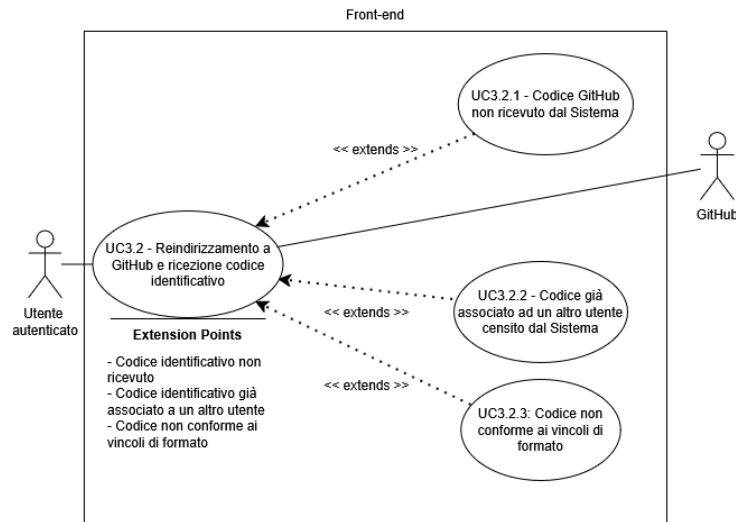 Front-end
UC3.2.1 - Codice GitHub
non ricevuto dal Sistema
<< extends >>
GitHub
UC3.2 - Reindirizzamento a
GitHub e ricezione codice
identificativo
Utente
autenticato
UC3.2.2 - Codice già
associato ad un altro utente
censito dal Sistema
<< extends >>
Extension Points
- Codice identificativo non
ricevuto
- Codice identificativo già
associato a un altro utente
- Codice non conforme ai
vincoli di formato
<< extends >>
UC3.2.3: Codice non
conforme ai vincoli di
formato